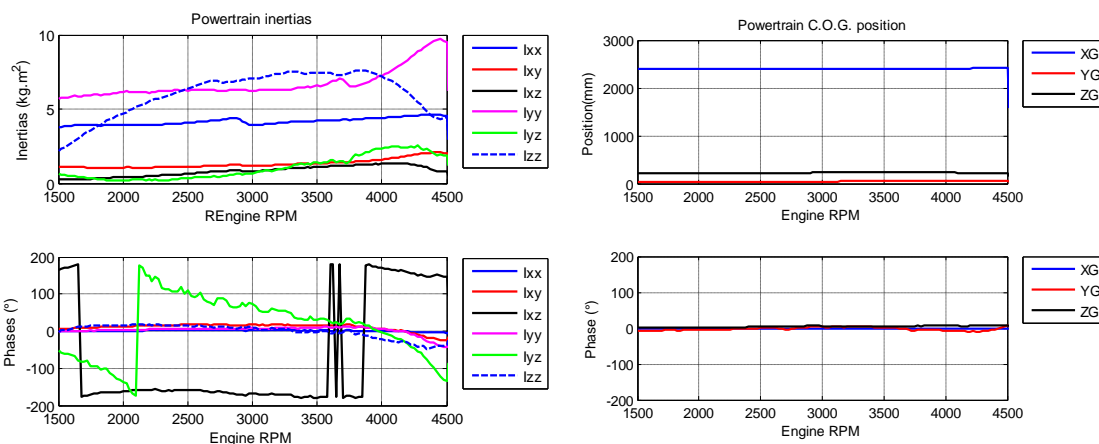 Powertrain inertias
10
5
0
1500 2000 2500 3000 3500 4000 4500
Inertias (kg.m²)
REngine RPM
Ixx
Ixy
Ixz
Iyy
Iyz
Izz
Powertrain C.O.G. position
3000
2000
1000
0
1500 2000 2500 3000 3500 4000 4500
Position(mm)
Engine RPM
XG
YG
ZG
200
100
0
-100
-200
1500 2000 2500 3000 3500 4000 4500
Phases (°)
Engine RPM
Ixx
Ixy
Ixz
Iyy
Iyz
Izz
200
100
0
-100
-200
1500 2000 2500 3000 3500 4000 4500
Phase (°)
Engine RPM
XG
YG
ZG